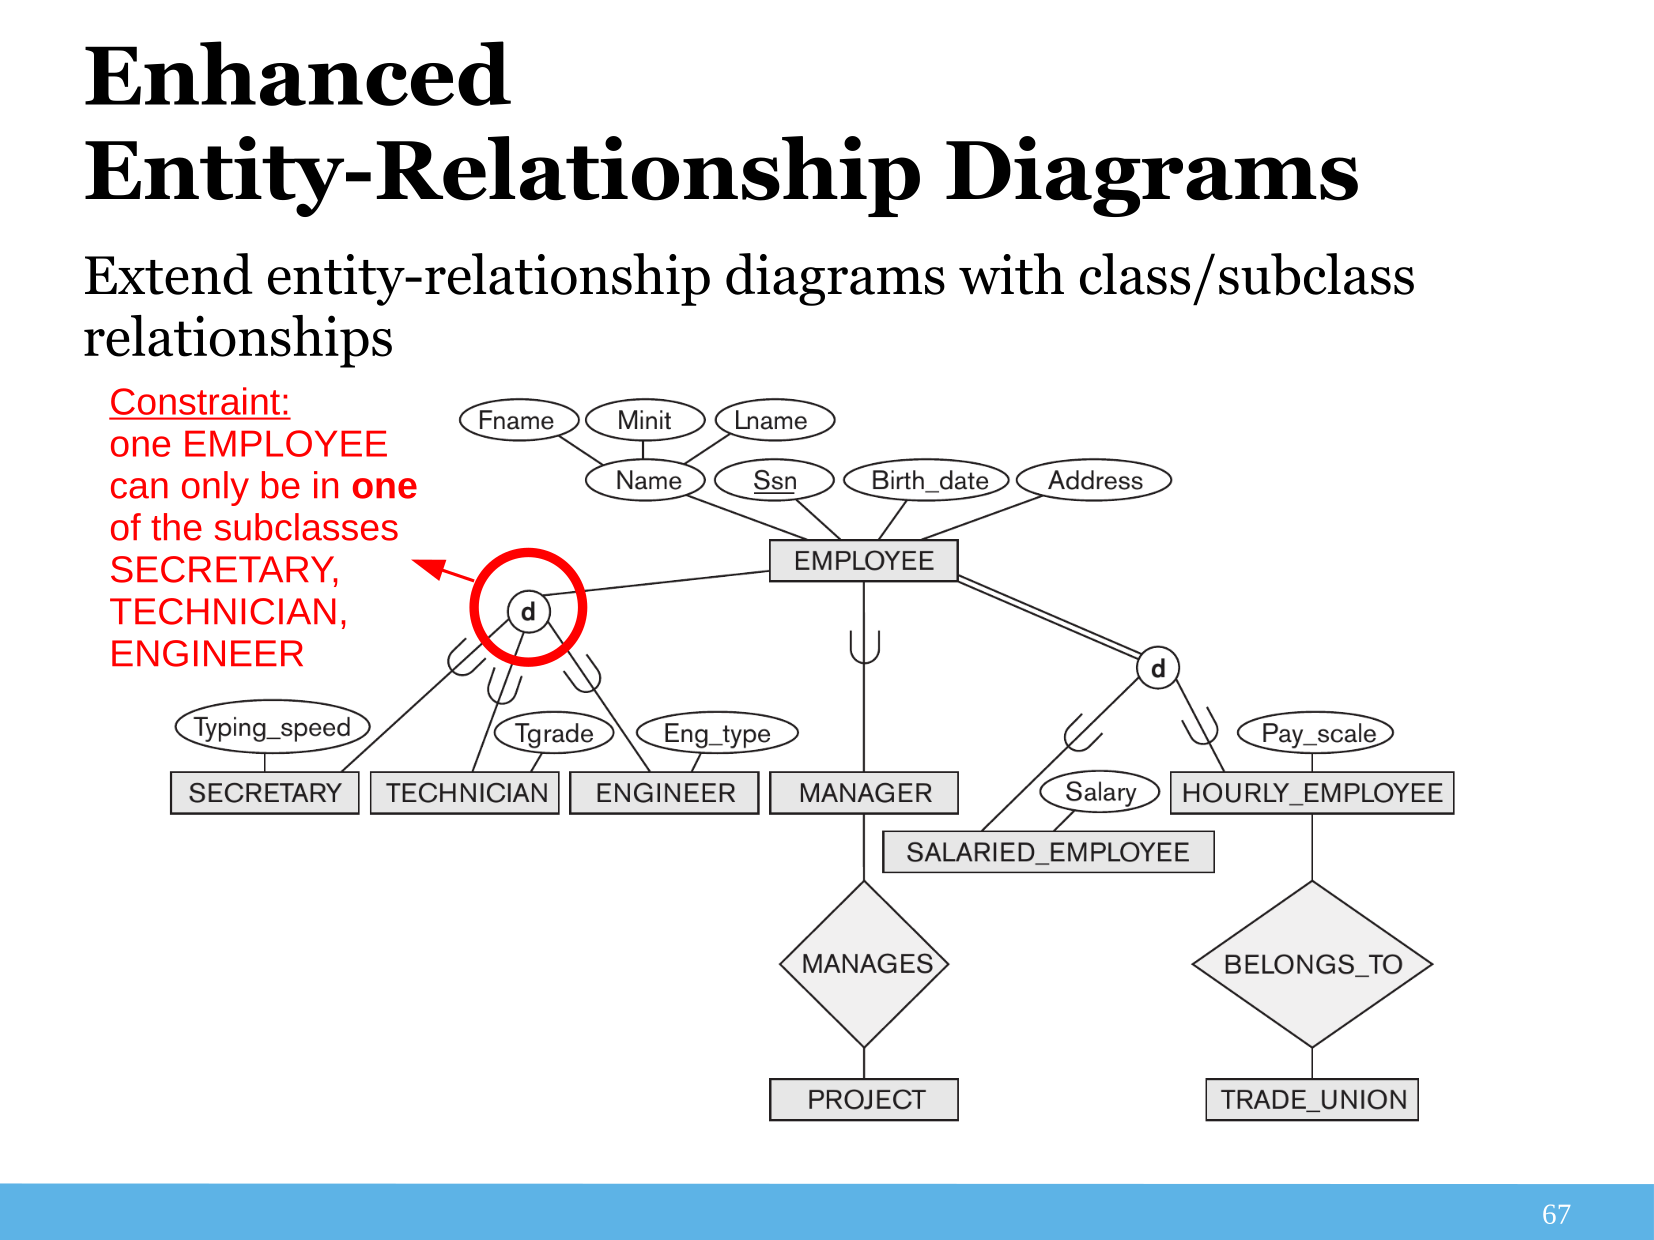 Enhanced
Entity-Relationship Diagrams
Extend entity-relationship diagrams with class/subclass
relationships
Constraint:
one EMPLOYEE
can only be in one
of the subclasses
SECRETARY,
TECHNICIAN,
ENGINEER
Fname Minit Lname
Name Ssn Birth_date Address
EMPLOYEE
d
d
Typing_speed Tgrade Eng_type Pay_scale
SECRETARY TECHNICIAN ENGINEER MANAGER Salary HOURLY_EMPLOYEE
SALARIED_EMPLOYEE
MANAGES BELONGS_TO
PROJECT TRADE_UNION
67